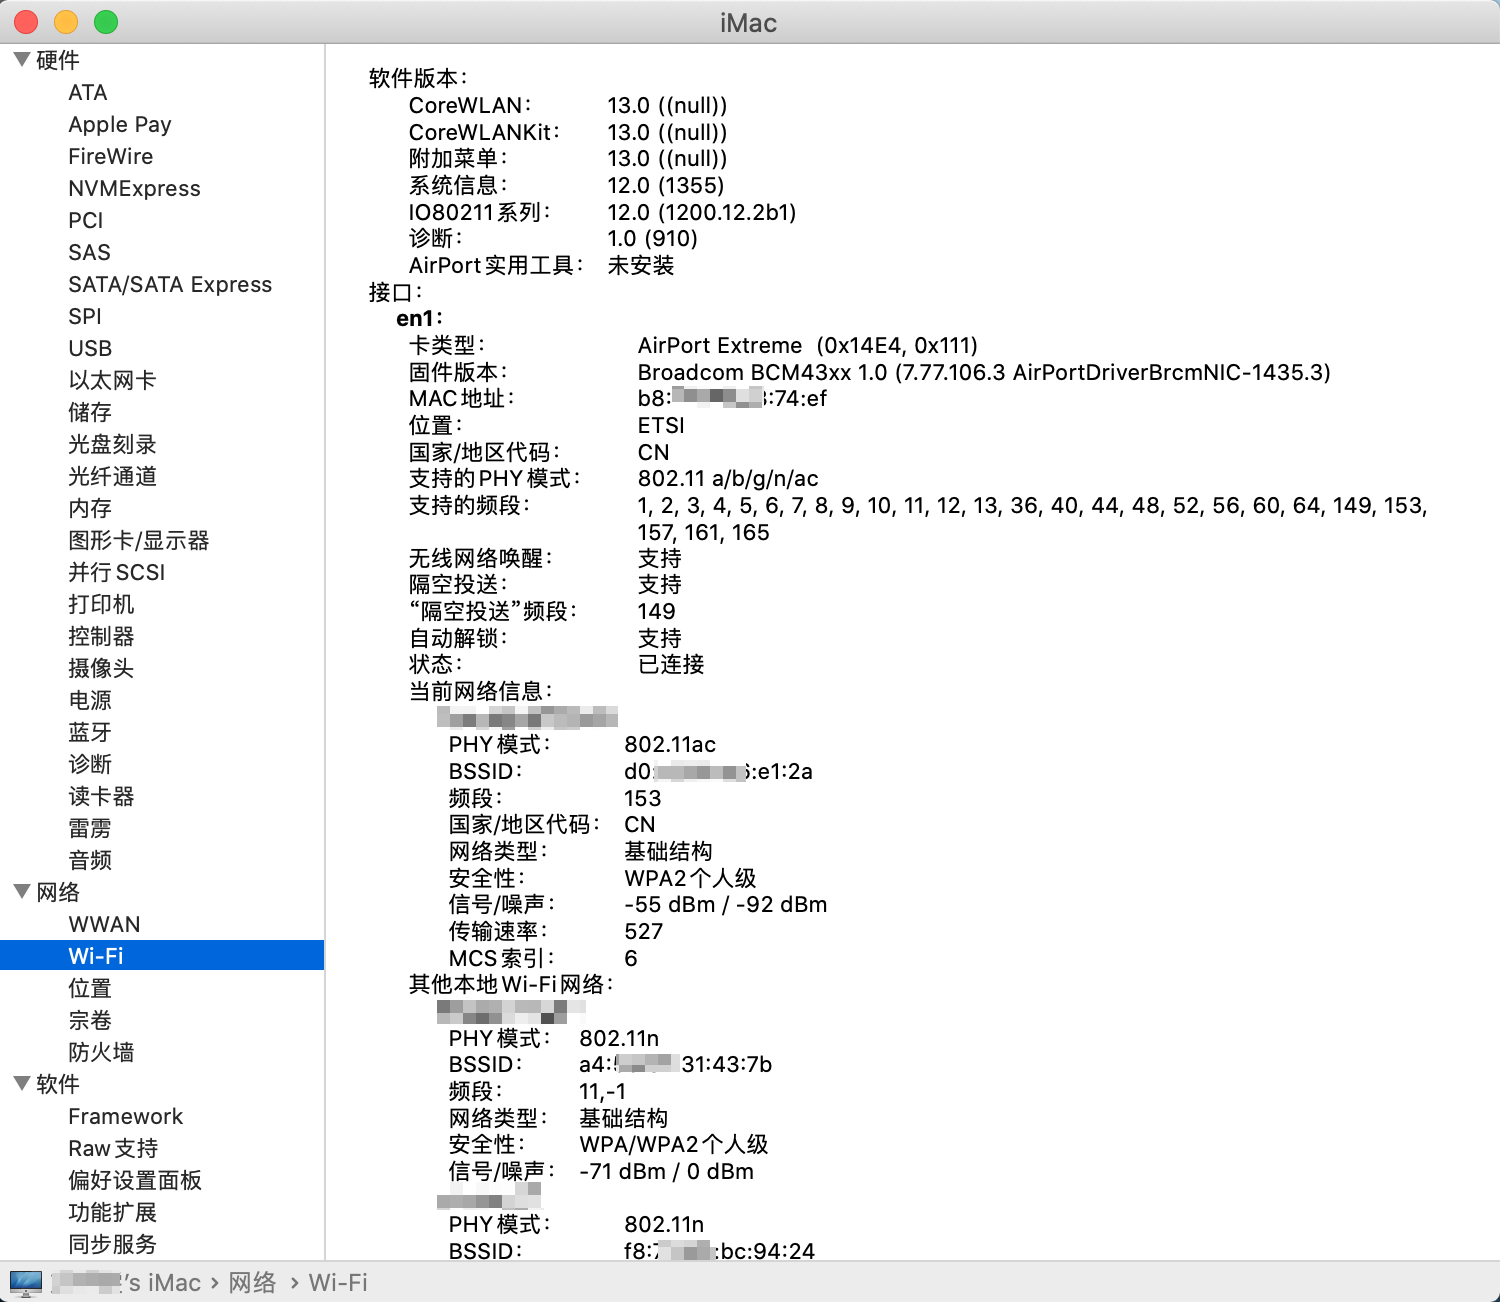 iMac
硬件
ATA
Apple Pay
FireWire
NVMExpress
PCI
SAS
SATA/SATA Express
SPI
USB
以太网卡
储存
光盘刻录
光纤通道
内存
图形卡/显示器
并行SCSI
打印机
控制器
摄像头
电源
蓝牙
诊断
读卡器
雷雳
音频
网络
WWAN
Wi-Fi
位置
宗卷
防火墙
软件
Framework
Raw支持
偏好设置面板
功能扩展
同步服务
软件版本：
CoreWLAN： 13.0 ((null))
CoreWLANKit： 13.0 ((null))
附加菜单： 13.0 ((null))
系统信息： 12.0 (1355)
IO80211系列： 12.0 (1200.12.2b1)
诊断： 1.0 (910)
AirPort实用工具： 未安装
接口：
en1：
卡类型： AirPort Extreme (0x14E4, 0x111)
固件版本： Broadcom BCM43xx 1.0 (7.77.106.3 AirPortDriverBrcmNIC-1435.3)
MAC地址： b8: :74:ef
位置： ETSI
国家/地区代码： CN
支持的PHY模式： 802.11 a/b/g/n/ac
支持的频段： 1, 2, 3, 4, 5, 6, 7, 8, 9, 10, 11, 12, 13, 36, 40, 44, 48, 52, 56, 60, 64, 149, 153,
157, 161, 165
无线网络唤醒： 支持
隔空投送： 支持
“隔空投送”频段： 149
自动解锁： 支持
状态： 已连接
当前网络信息：
PHY模式： 802.11ac
BSSID： d0 :e1:2a
频段： 153
国家/地区代码： CN
网络类型： 基础结构
安全性： WPA2个人级
信号/噪声： -55 dBm / -92 dBm
传输速率： 527
MCS索引： 6
其他本地Wi-Fi网络：
PHY模式： 802.11n
BSSID： a4: 31:43:7b
频段： 11,-1
网络类型： 基础结构
安全性： WPA/WPA2个人级
信号/噪声： -71 dBm / 0 dBm
PHY模式： 802.11n
BSSID： f8: :bc:94:24
’s iMac › 网络 › Wi-Fi